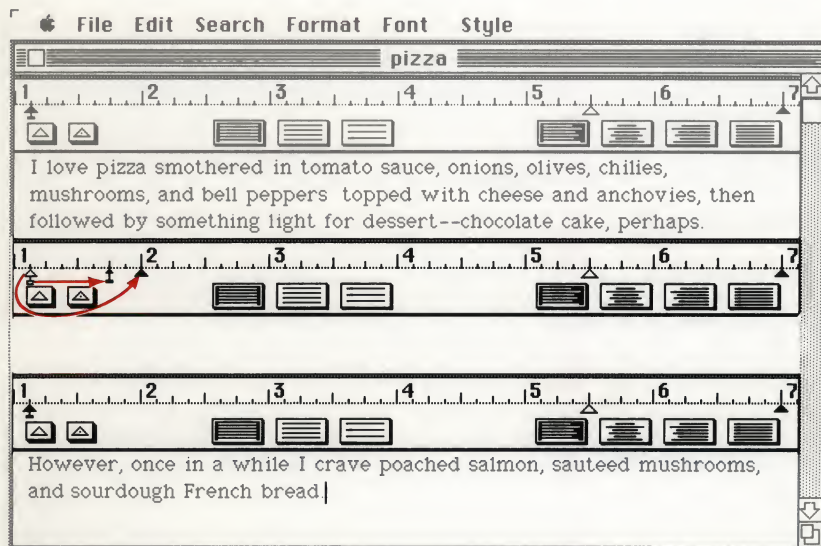 File Edit Search Format Font Style
pizza
1 2 3 4 5 6 7
I love pizza smothered in tomato sauce, onions, olives, chilies,
mushrooms, and bell peppers topped with cheese and anchovies, then
followed by something light for dessert--chocolate cake, perhaps.
1 2 3 4 5 6 7
1 2 3 4 5 6 7
However, once in a while I crave poached salmon, sauteed mushrooms,
and sourdough French bread.